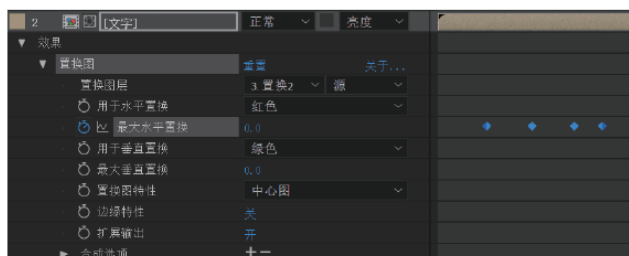 2 [文字] 正常 亮度
效果
置换图 重置 关于...
置换图层 3.置换2 源
用于水平置换 红色
最大水平置换 0.0
用于垂直置换 绿色
最大垂直置换 0.0
置换图特性 中心图
边缘特性 关
扩展输出 开
合成选项 +-